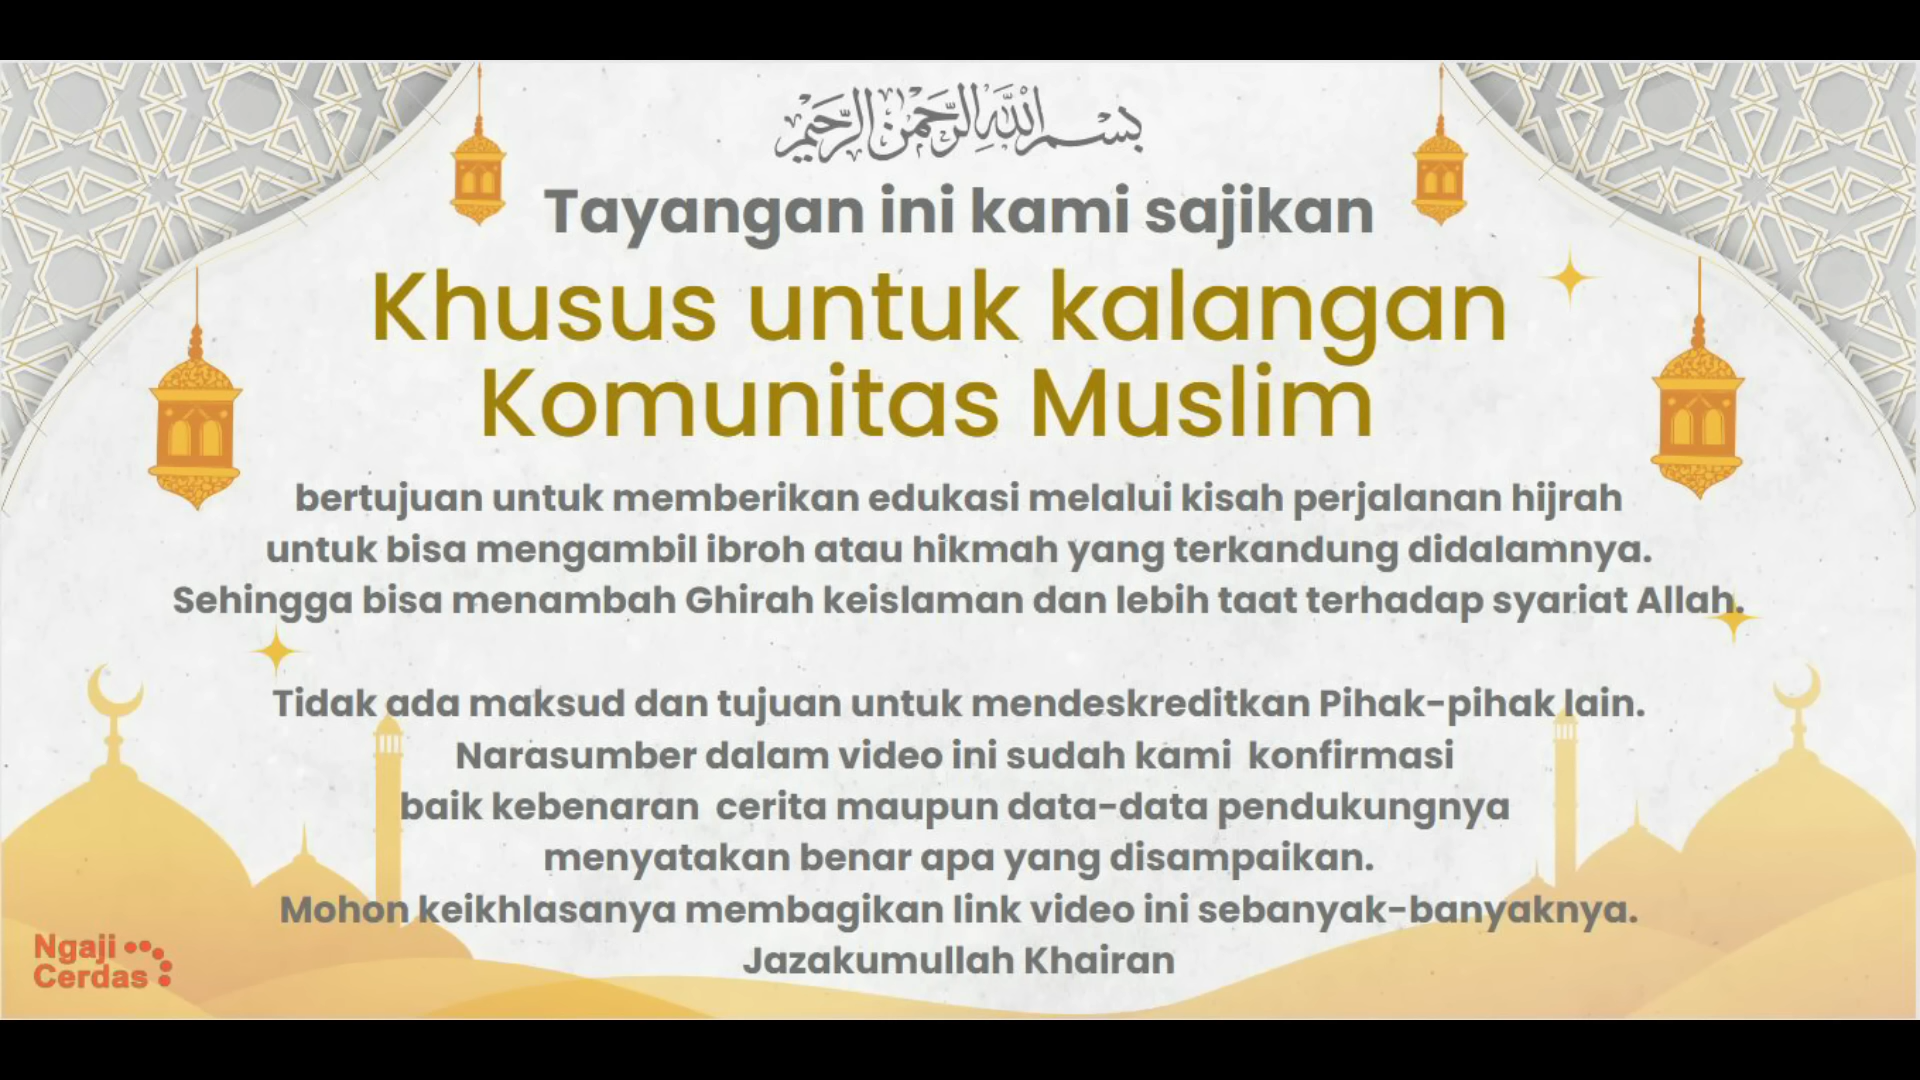 بسم الله الرحمن الرحيم
Tayangan ini kami sajikan
Khusus untuk kalangan
Komunitas Muslim
bertujuan untuk memberikan edukasi melalui kisah perjalanan hijrah
untuk bisa mengambil ibroh atau hikmah yang terkandung didalamnya.
Sehingga bisa menambah Ghirah keislaman dan lebih taat terhadap syariat Allah.
Tidak ada maksud dan tujuan untuk mendeskreditkan Pihak-pihak lain.
Narasumber dalam video ini sudah kami konfirmasi
baik kebenaran cerita maupun data-data pendukungnya
menyatakan benar apa yang disampaikan.
Mohon keikhlasanya membagikan link video ini sebanyak-banyaknya.
Jazakumullah Khairan
Ngaji
Cerdas